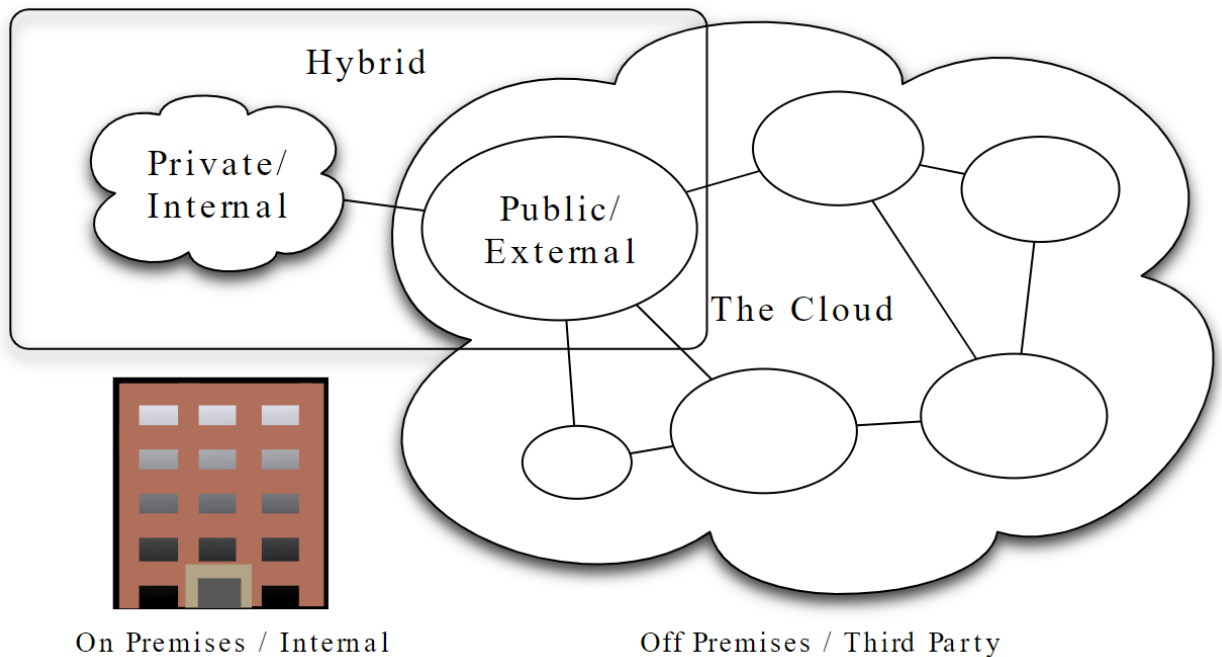 Hybrid
Private/
Internal
Public/
External
The Cloud
On Premises / Internal
Off Premises / Third Party